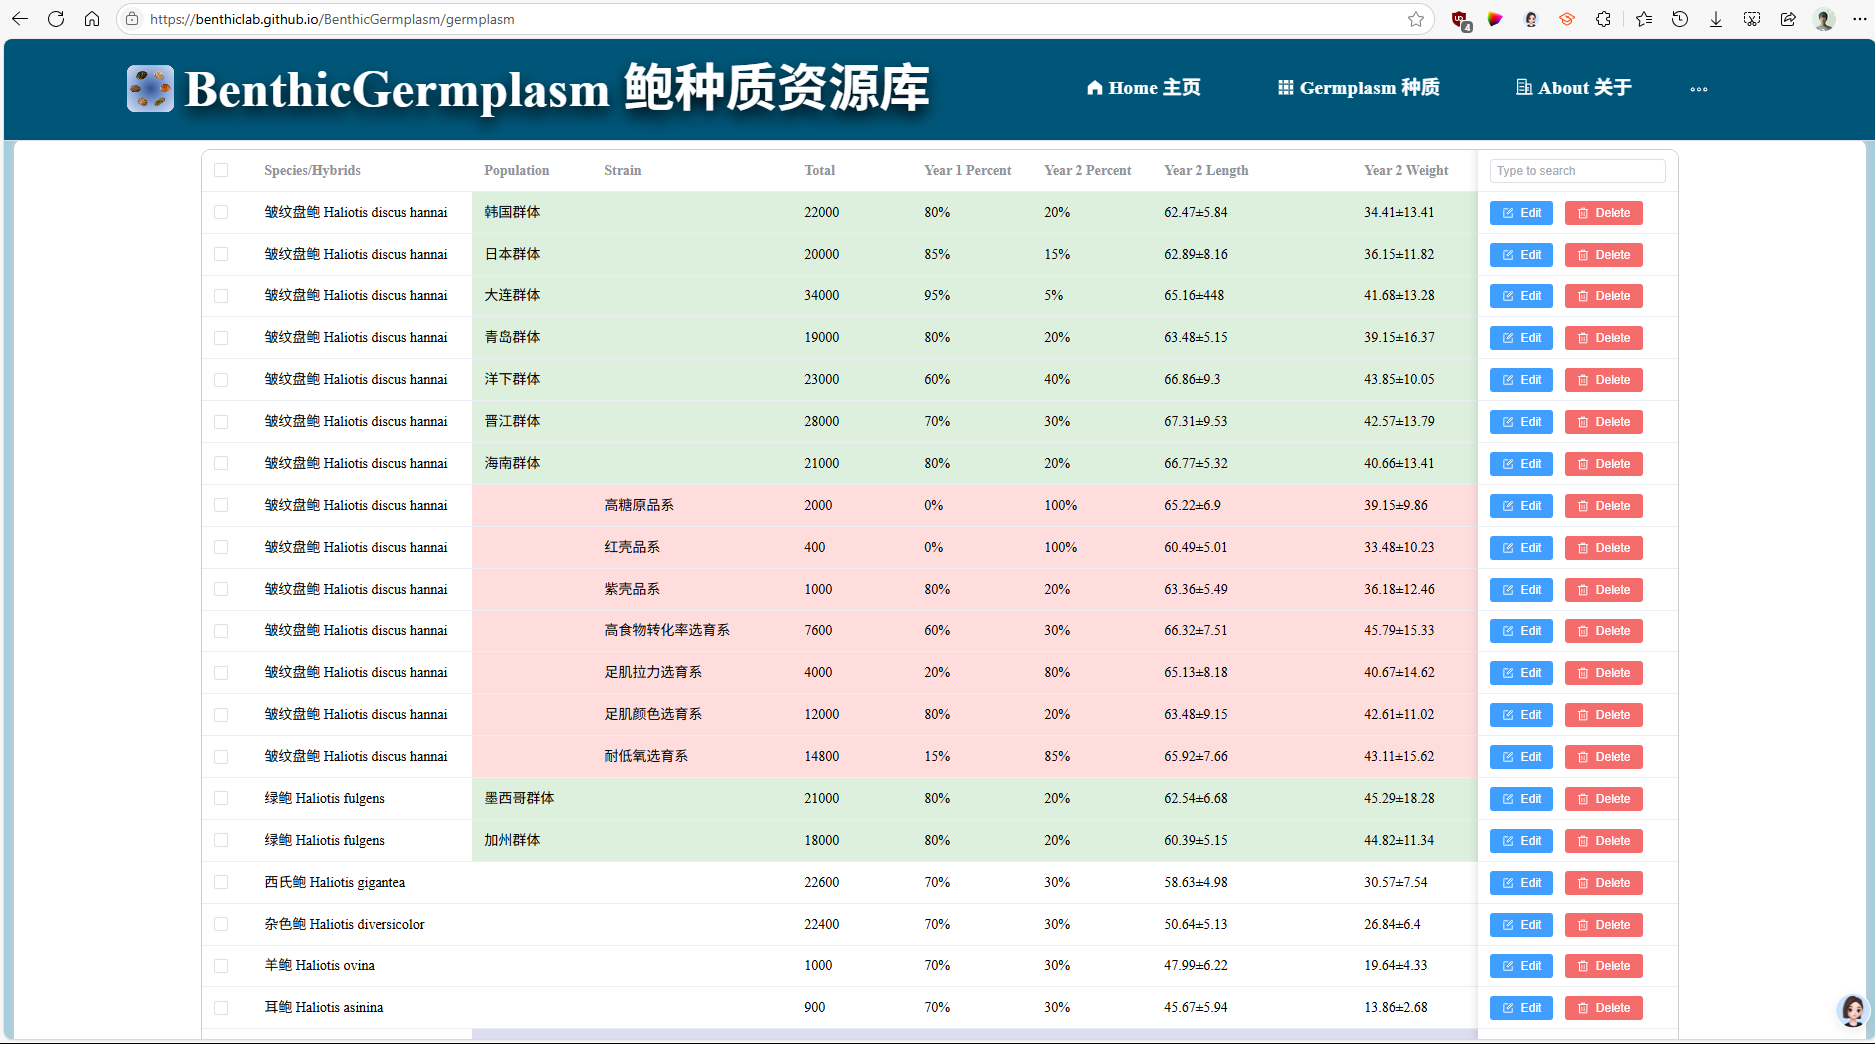 https://benthiclab.github.io/BenthicGermplasm/germplasm
4
BenthicGermplasm 鲍种质资源库 Home 主页 Germplasm 种质 About 关于
Species/Hybrids Population Strain Total Year 1 Percent Year 2 Percent Year 2 Length Year 2 Weight Type to search
皱纹盘鲍 Haliotis discus hannai 韩国群体 22000 80% 20% 62.47±5.84 34.41±13.41 Edit Delete
皱纹盘鲍 Haliotis discus hannai 日本群体 20000 85% 15% 62.89±8.16 36.15±11.82 Edit Delete
皱纹盘鲍 Haliotis discus hannai 大连群体 34000 95% 5% 65.16±448 41.68±13.28 Edit Delete
皱纹盘鲍 Haliotis discus hannai 青岛群体 19000 80% 20% 63.48±5.15 39.15±16.37 Edit Delete
皱纹盘鲍 Haliotis discus hannai 洋下群体 23000 60% 40% 66.86±9.3 43.85±10.05 Edit Delete
皱纹盘鲍 Haliotis discus hannai 晋江群体 28000 70% 30% 67.31±9.53 42.57±13.79 Edit Delete
皱纹盘鲍 Haliotis discus hannai 海南群体 21000 80% 20% 66.77±5.32 40.66±13.41 Edit Delete
皱纹盘鲍 Haliotis discus hannai 高糖原品系 2000 0% 100% 65.22±6.9 39.15±9.86 Edit Delete
皱纹盘鲍 Haliotis discus hannai 红壳品系 400 0% 100% 60.49±5.01 33.48±10.23 Edit Delete
皱纹盘鲍 Haliotis discus hannai 紫壳品系 1000 80% 20% 63.36±5.49 36.18±12.46 Edit Delete
皱纹盘鲍 Haliotis discus hannai 高食物转化率选育系 7600 60% 30% 66.32±7.51 45.79±15.33 Edit Delete
皱纹盘鲍 Haliotis discus hannai 足肌拉力选育系 4000 20% 80% 65.13±8.18 40.67±14.62 Edit Delete
皱纹盘鲍 Haliotis discus hannai 足肌颜色选育系 12000 80% 20% 63.48±9.15 42.61±11.02 Edit Delete
皱纹盘鲍 Haliotis discus hannai 耐低氧选育系 14800 15% 85% 65.92±7.66 43.11±15.62 Edit Delete
绿鲍 Haliotis fulgens 墨西哥群体 21000 80% 20% 62.54±6.68 45.29±18.28 Edit Delete
绿鲍 Haliotis fulgens 加州群体 18000 80% 20% 60.39±5.15 44.82±11.34 Edit Delete
西氏鲍 Haliotis gigantea 22600 70% 30% 58.63±4.98 30.57±7.54 Edit Delete
杂色鲍 Haliotis diversicolor 22400 70% 30% 50.64±5.13 26.84±6.4 Edit Delete
羊鲍 Haliotis ovina 1000 70% 30% 47.99±6.22 19.64±4.33 Edit Delete
耳鲍 Haliotis asinina 900 70% 30% 45.67±5.94 13.86±2.68 Edit Delete